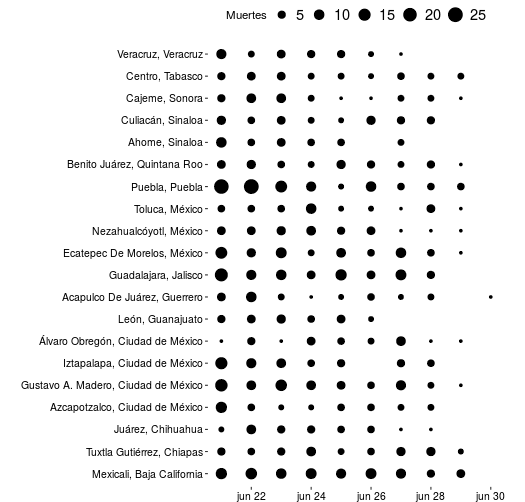 Muertes 5 10 15 20 25
Veracruz, Veracruz
Centro, Tabasco
Cajeme, Sonora
Culiacán, Sinaloa
Ahome, Sinaloa
Benito Juárez, Quintana Roo
Puebla, Puebla
Toluca, México
Nezahualcóyotl, México
Ecatepec De Morelos, México
Guadalajara, Jalisco
Acapulco De Juárez, Guerrero
León, Guanajuato
Álvaro Obregón, Ciudad de México
Iztapalapa, Ciudad de México
Gustavo A. Madero, Ciudad de México
Azcapotzalco, Ciudad de México
Juárez, Chihuahua
Tuxtla Gutiérrez, Chiapas
Mexicali, Baja California
jun 22 jun 24 jun 26 jun 28 jun 30